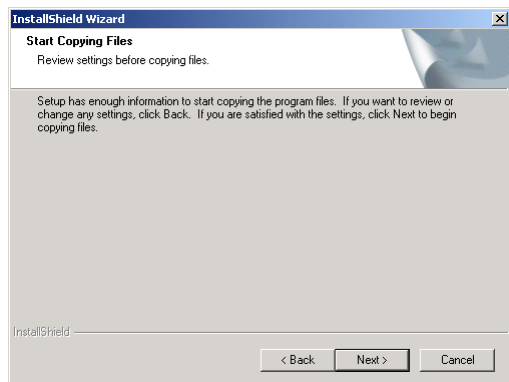 InstallShield Wizard
Start Copying Files
Review settings before copying files.
Setup has enough information to start copying the program files. If you want to review or
change any settings, click Back. If you are satisfied with the settings, click Next to begin
copying files.
InstallShield
< Back Next > Cancel